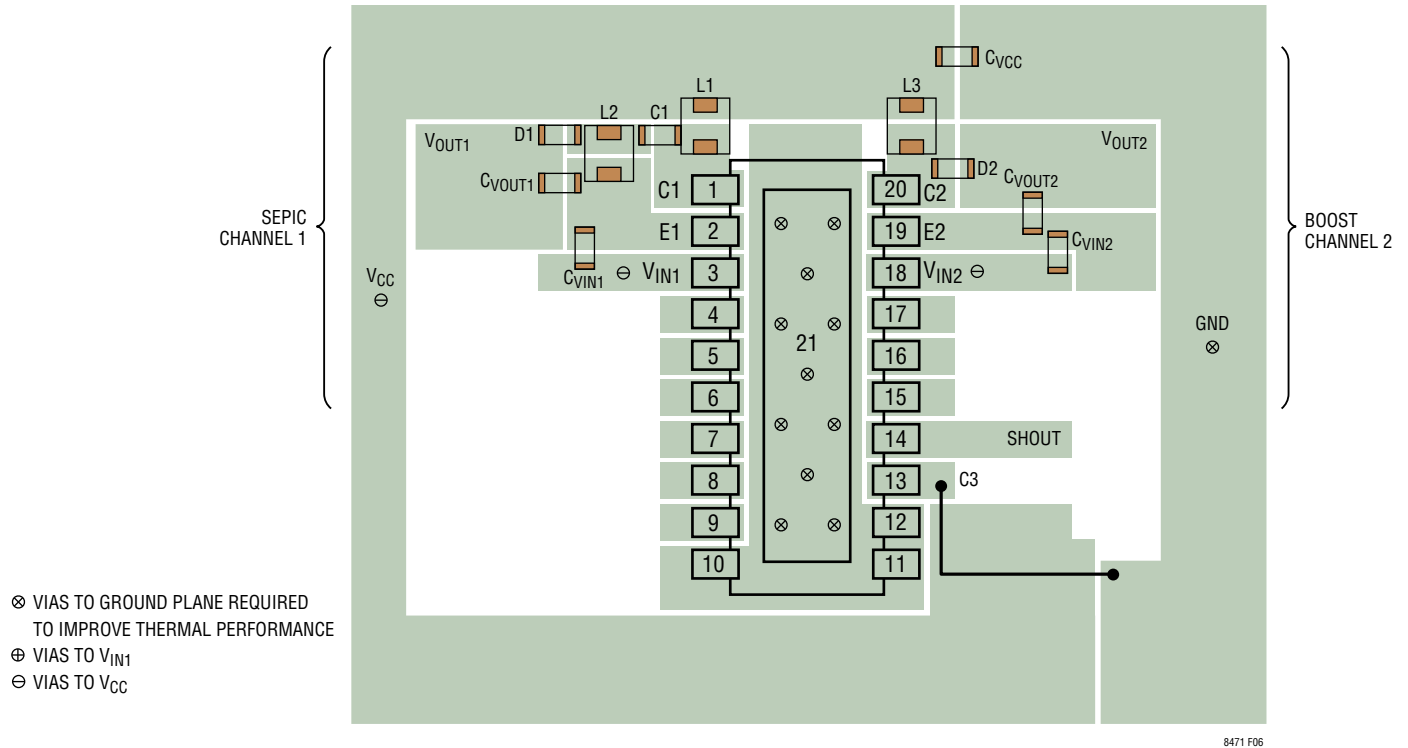 CVCC
L1
L3
L2
C1
D1
VOUT1
VOUT2
D2
CVOUT1
CVOUT2
C1
1
20
C2
SEPIC
CHANNEL 1
BOOST
CHANNEL 2
E1
2
19
E2
CVIN2
VCC
CVIN1
⊖
VIN1
3
18
VIN2
⊖
⊖
4
17
GND
⊗
21
5
16
6
15
7
14
SHOUT
8
13
C3
9
12
10
11
⊗ VIAS TO GROUND PLANE REQUIRED
TO IMPROVE THERMAL PERFORMANCE
⊕ VIAS TO VIN1
⊖ VIAS TO VCC
8471 F06